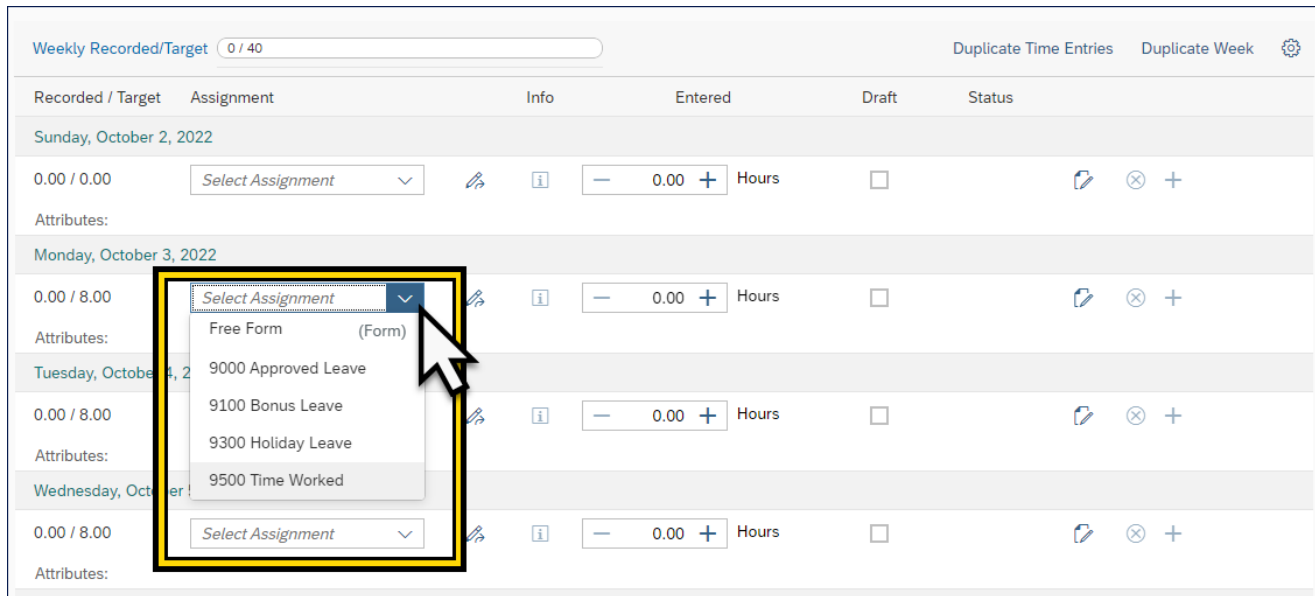 Weekly Recorded/Target 0 / 40 Duplicate Time Entries Duplicate Week
Recorded / Target Assignment Info Entered Draft Status
Sunday, October 2, 2022
0.00 / 0.00 Select Assignment i 0.00 Hours
Attributes:
Monday, October 3, 2022
0.00 / 8.00 Select Assignment i 0.00 Hours
Free Form (Form)
Attributes:
9000 Approved Leave
Tuesday, Octobe 4, 2
9100 Bonus Leave
0.00 / 8.00 i 0.00 Hours
9300 Holiday Leave
Attributes:
9500 Time Worked
Wednesday, Oct er
0.00 / 8.00 Select Assignment i 0.00 Hours
Attributes: